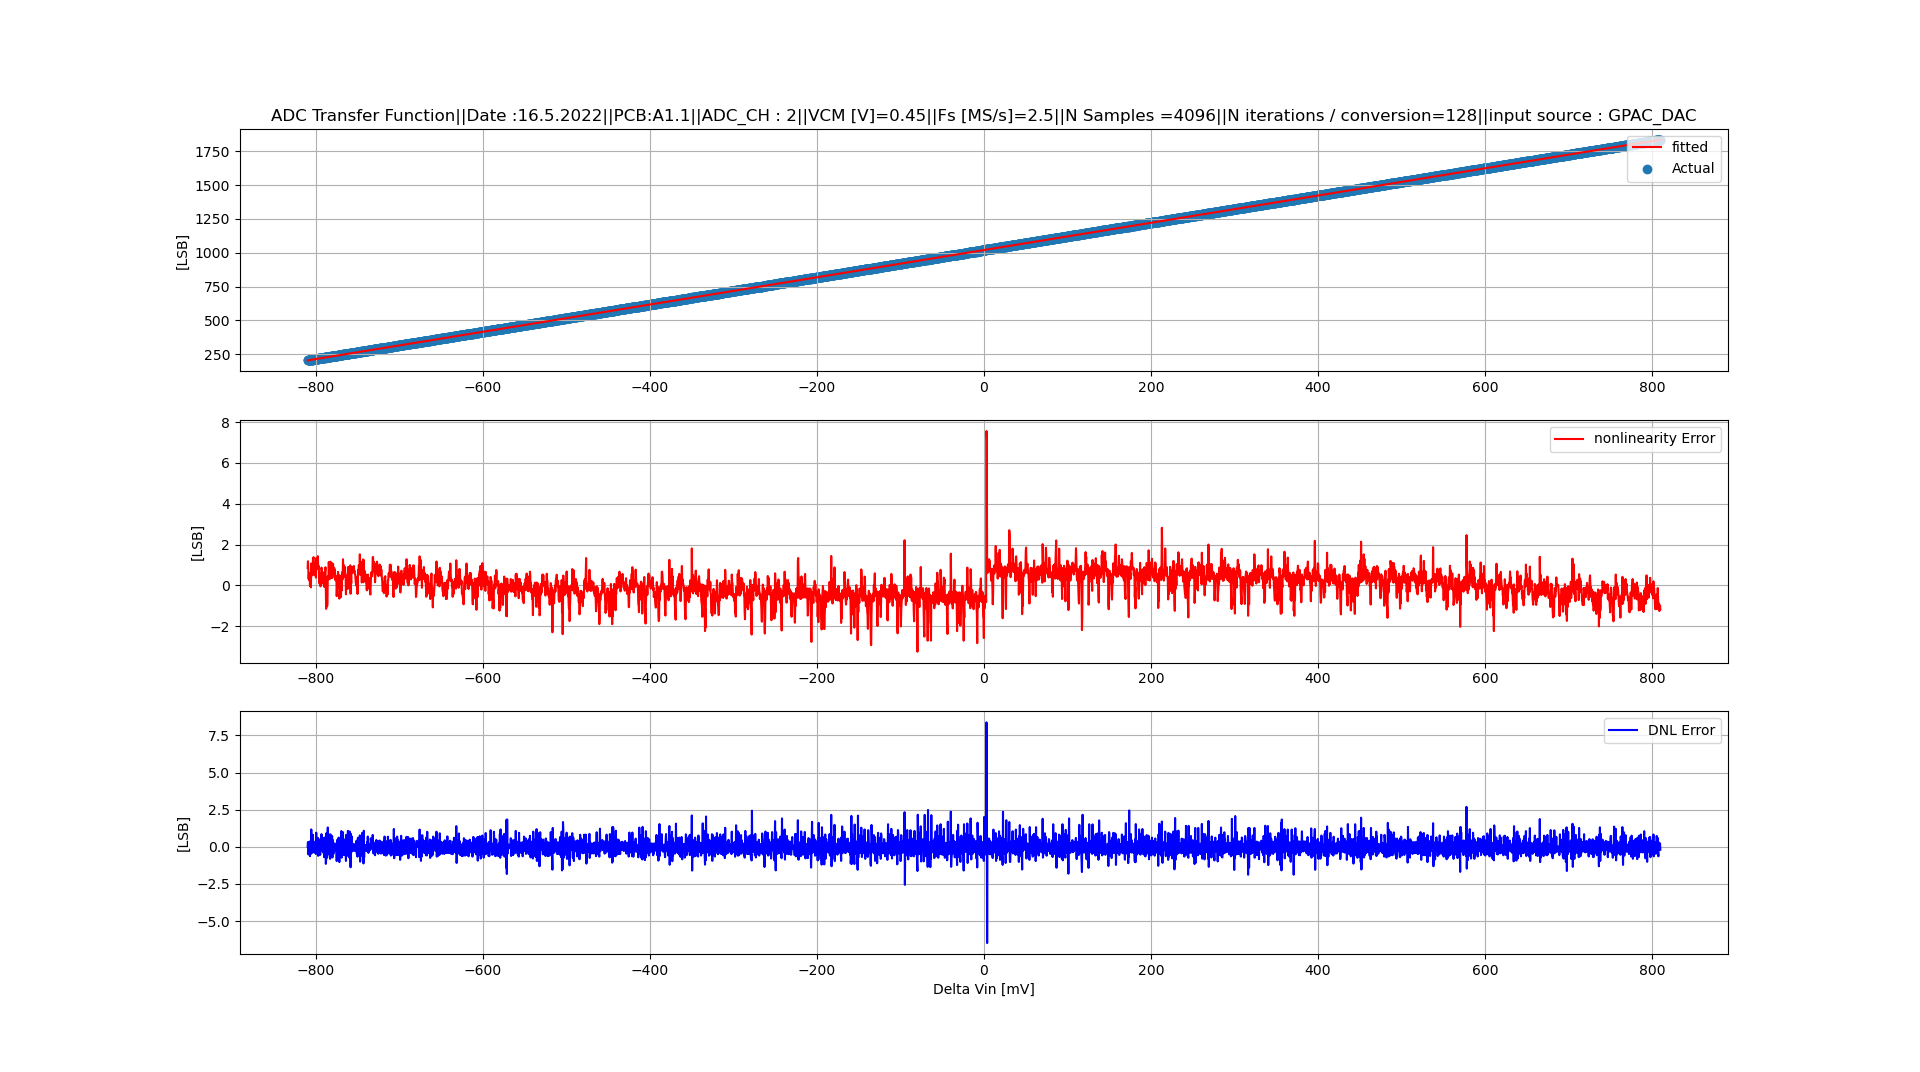 ADC Transfer Function||Date :16.5.2022||PCB:A1.1||ADC_CH : 2||VCM [V]=0.45||Fs [MS/s]=2.5||N Samples =4096||N iterations / conversion=128||input source : GPAC_DAC
1750
1500
1250
1000
750
500
250
[LSB]
fitted
Actual
−800 −600 −400 −200 0 200 400 600 800
8
6
4
2
0
−2
[LSB]
nonlinearity Error
−800 −600 −400 −200 0 200 400 600 800
7.5
5.0
2.5
0.0
−2.5
−5.0
[LSB]
DNL Error
−800 −600 −400 −200 0 200 400 600 800
Delta Vin [mV]